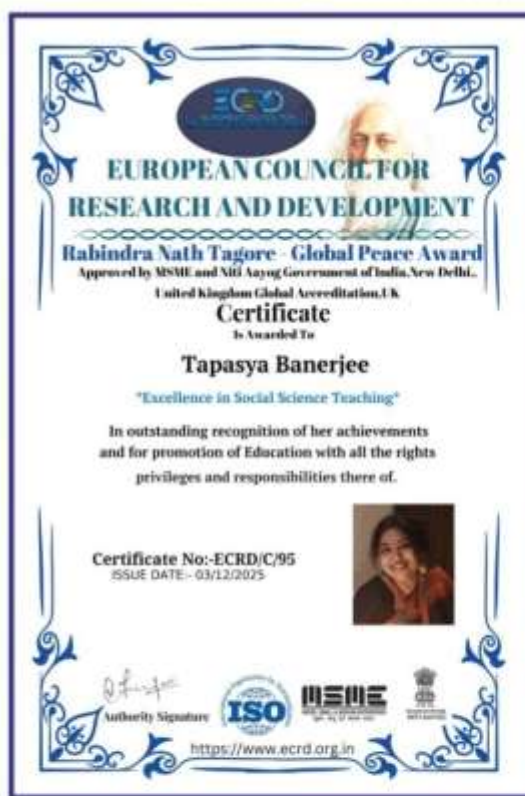 ECRD
EUROPEAN COUNCIL FOR
RESEARCH AND DEVELOPMENT
Rabindra Nath Tagore - Global Peace Award
Approved by MSME and Niti Aayog Government of India, New Delhi..
United Kingdom Global Accreditation,UK
Certificate
Is Awarded To
Tapasya Banerjee
"Excellence in Social Science Teaching"
In outstanding recognition of her achievements
and for promotion of Education with all the rights
privileges and responsibilities there of.
Certificate No:-ECRD/C/95
ISSUE DATE:- 03/12/2025
Authority Signature
ISO
MSME
https://www.ecrd.org.in